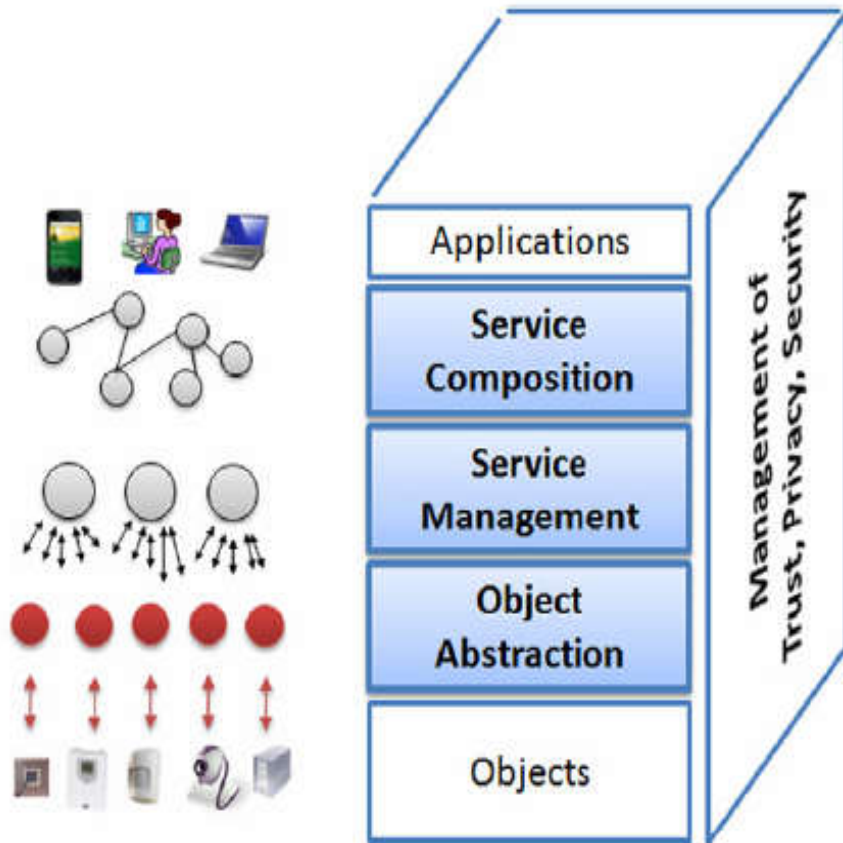 Applications
Service
Composition
Service
Management
Object
Abstraction
Objects
Management of
Trust, Privacy, Security